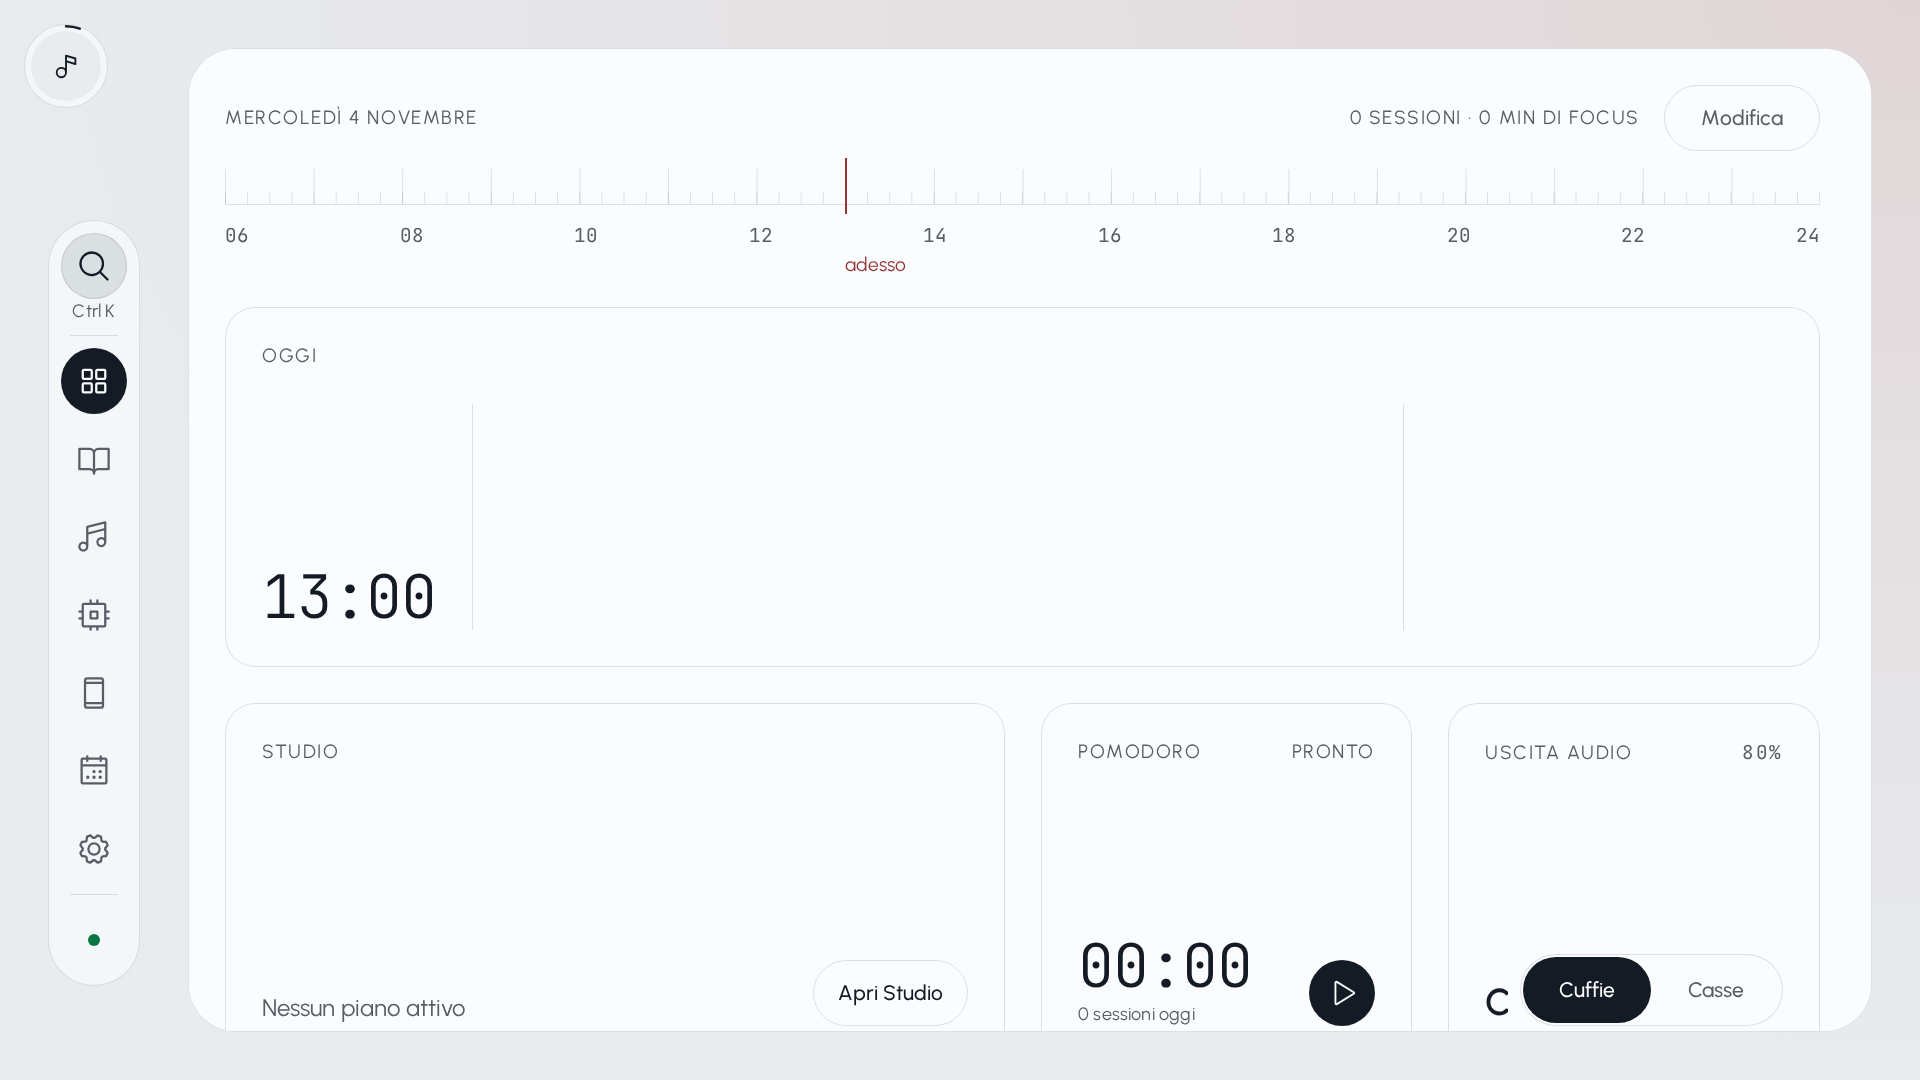 MERCOLEDÌ 4 NOVEMBRE
0 SESSIONI · 0 MIN DI FOCUS
Modifica
06 08 10 12 14 16 18 20 22 24
adesso
Ctrl K
OGGI
13:00
STUDIO
Nessun piano attivo
Apri Studio
POMODORO
PRONTO
00:00
0 sessioni oggi
USCITA AUDIO
80%
C
Cuffie
Casse